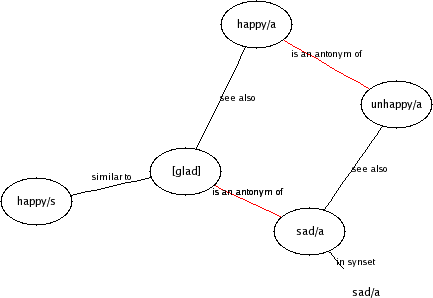 happy/a
is an antonym of
see also
unhappy/a
similar to
[glad]
see also
happy/s
is an antonym of
sad/a
in synset
sad/a